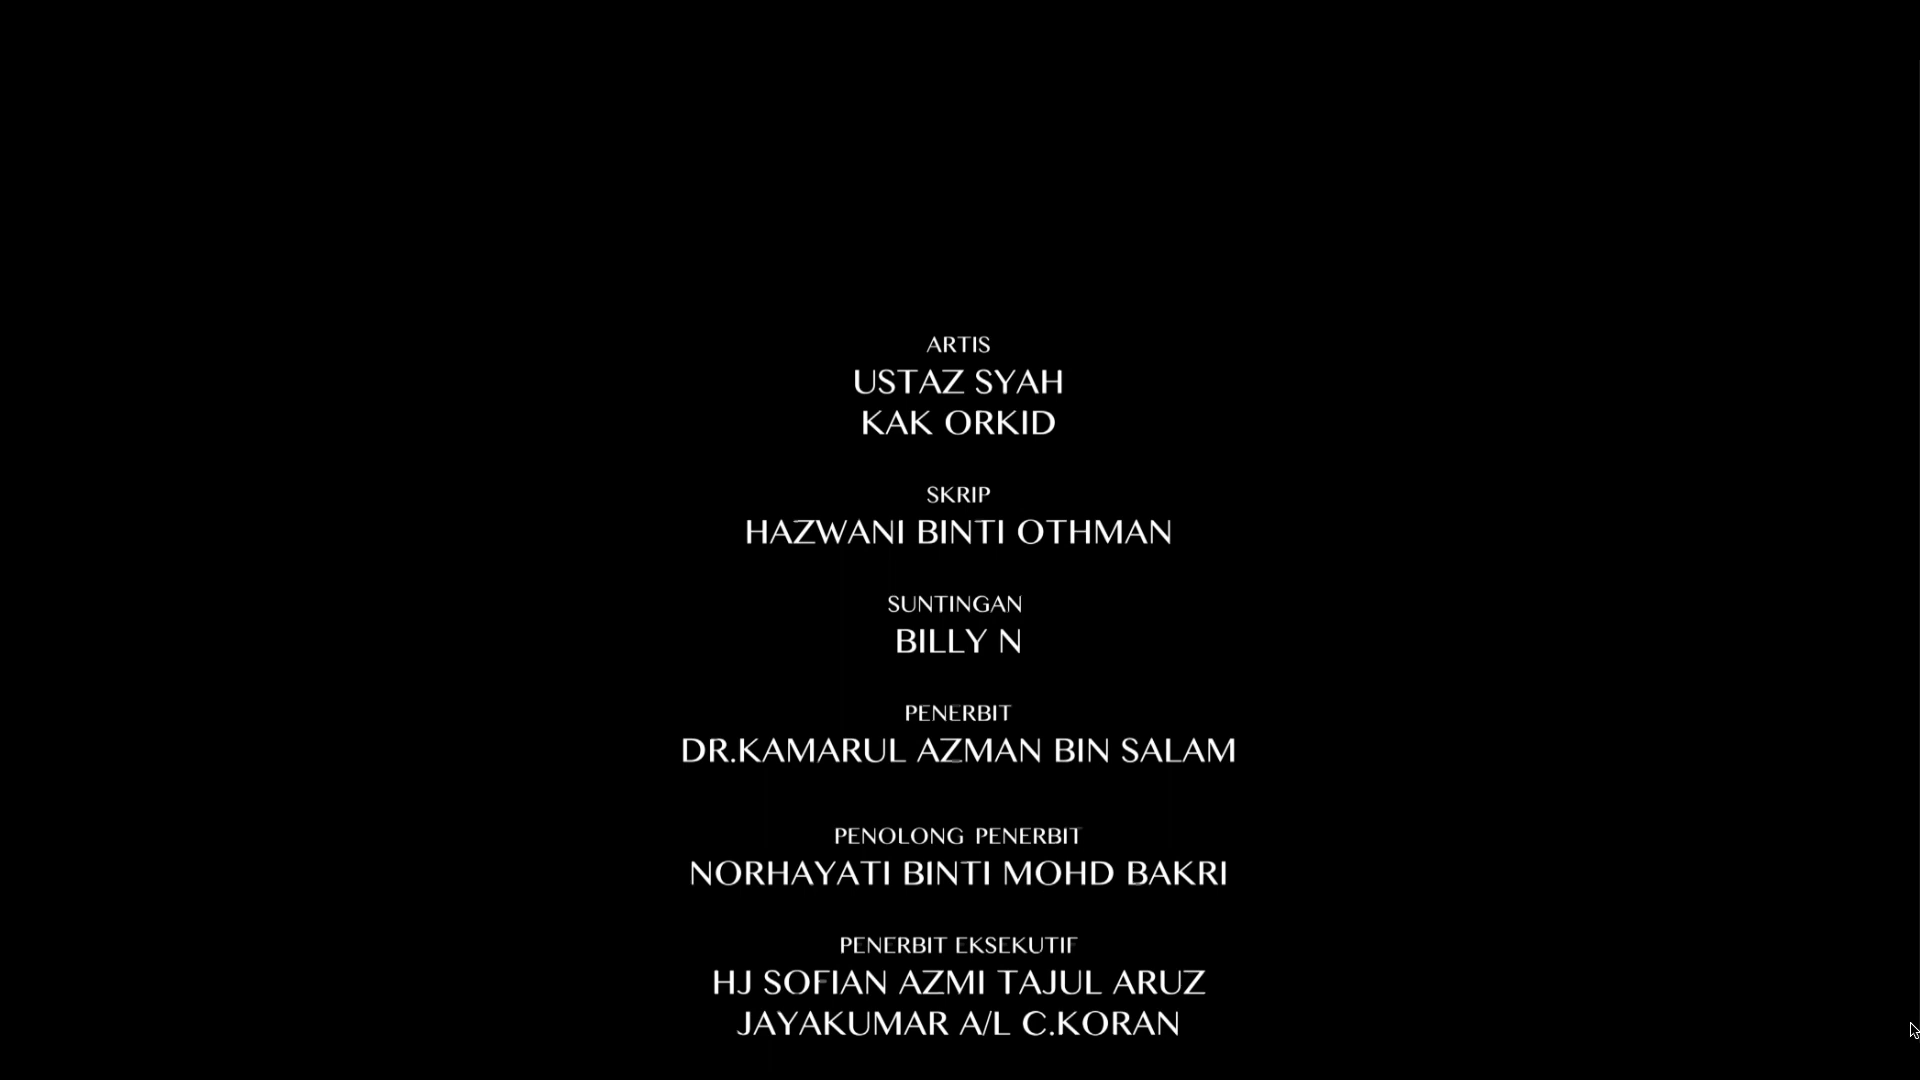 ARTIS
USTAZ SYAH
KAK ORKID
SKRIP
HAZWANI BINTI OTHMAN
SUNTINGAN
BILLY N
PENERBIT
DR.KAMARUL AZMAN BIN SALAM
PENOLONG PENERBIT
NORHAYATI BINTI MOHD BAKRI
PENERBIT EKSEKUTIF
HJ SOFIAN AZMI TAJUL ARUZ
JAYAKUMAR A/L C.KORAN